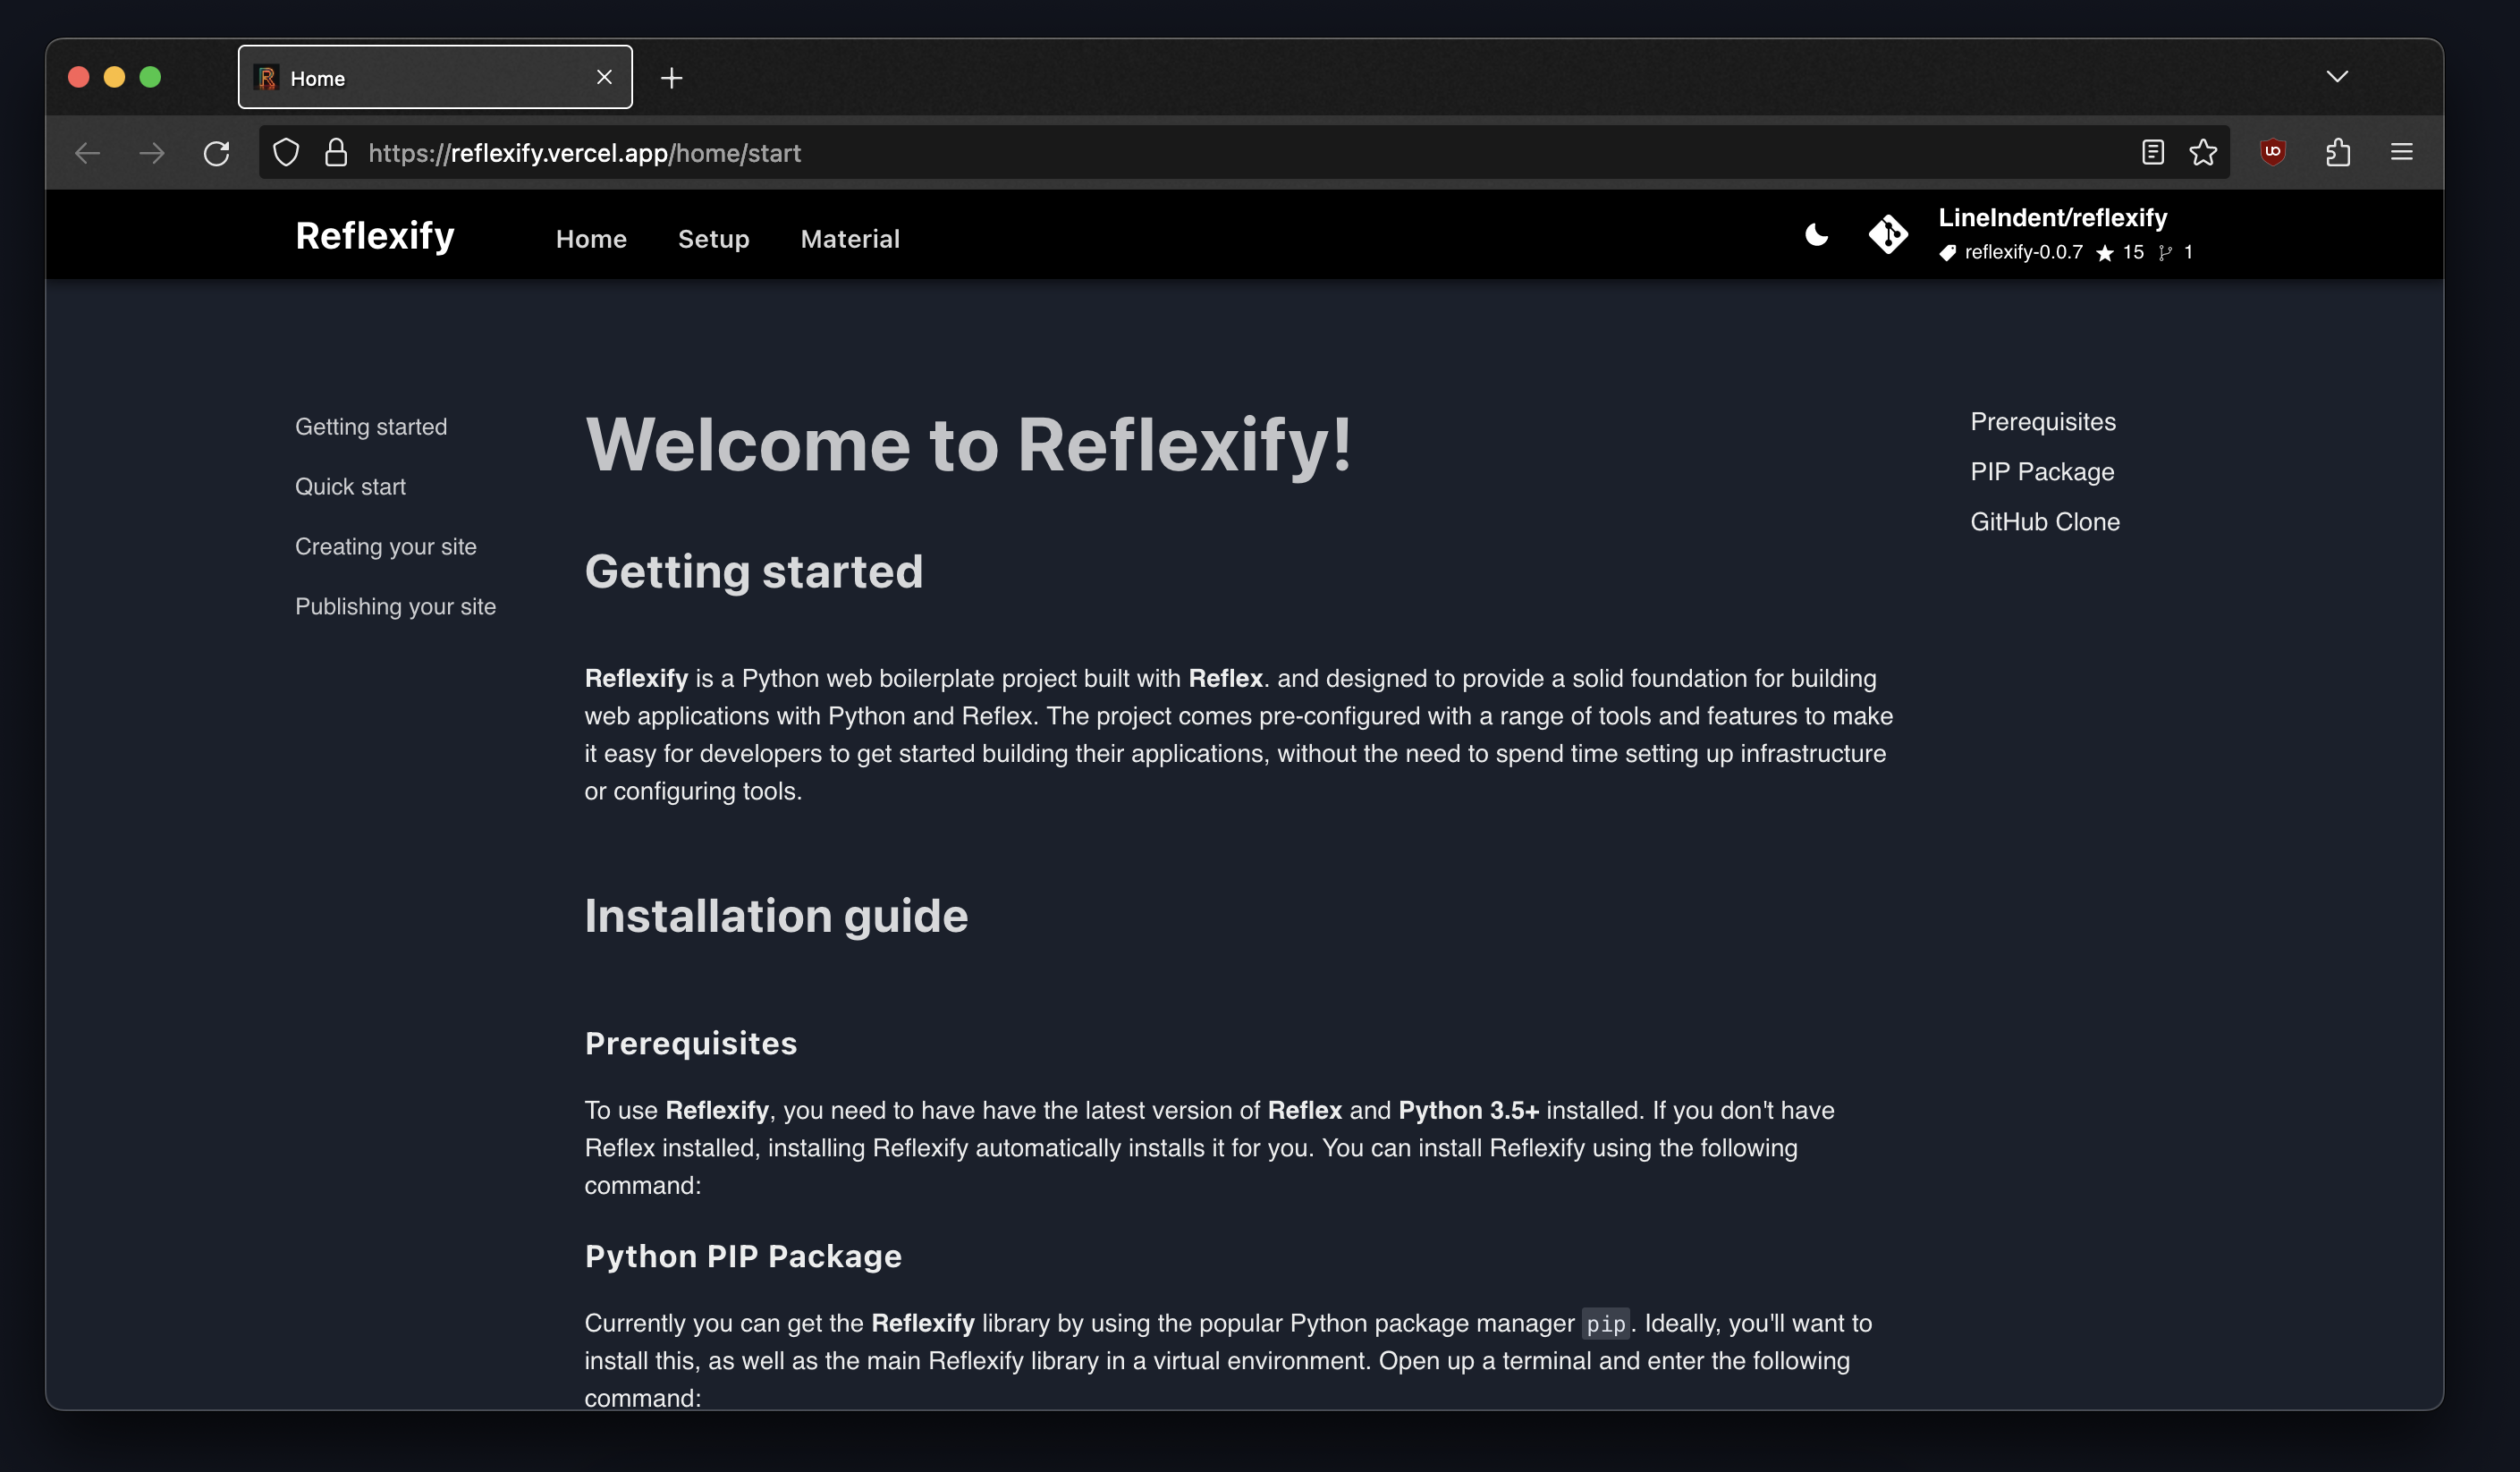 Home
https://reflexify.vercel.app/home/start
Reflexify
Home
Setup
Material
LineIndent/reflexify
reflexify-0.0.7 15 1
Getting started
Quick start
Creating your site
Publishing your site
Welcome to Reflexify!
Getting started
Reflexify is a Python web boilerplate project built with Reflex. and designed to provide a solid foundation for building
web applications with Python and Reflex. The project comes pre-configured with a range of tools and features to make
it easy for developers to get started building their applications, without the need to spend time setting up infrastructure
or configuring tools.
Installation guide
Prerequisites
To use Reflexify, you need to have have the latest version of Reflex and Python 3.5+ installed. If you don't have
Reflex installed, installing Reflexify automatically installs it for you. You can install Reflexify using the following
command:
Python PIP Package
Currently you can get the Reflexify library by using the popular Python package manager pip. Ideally, you'll want to
install this, as well as the main Reflexify library in a virtual environment. Open up a terminal and enter the following
command:
Prerequisites
PIP Package
GitHub Clone